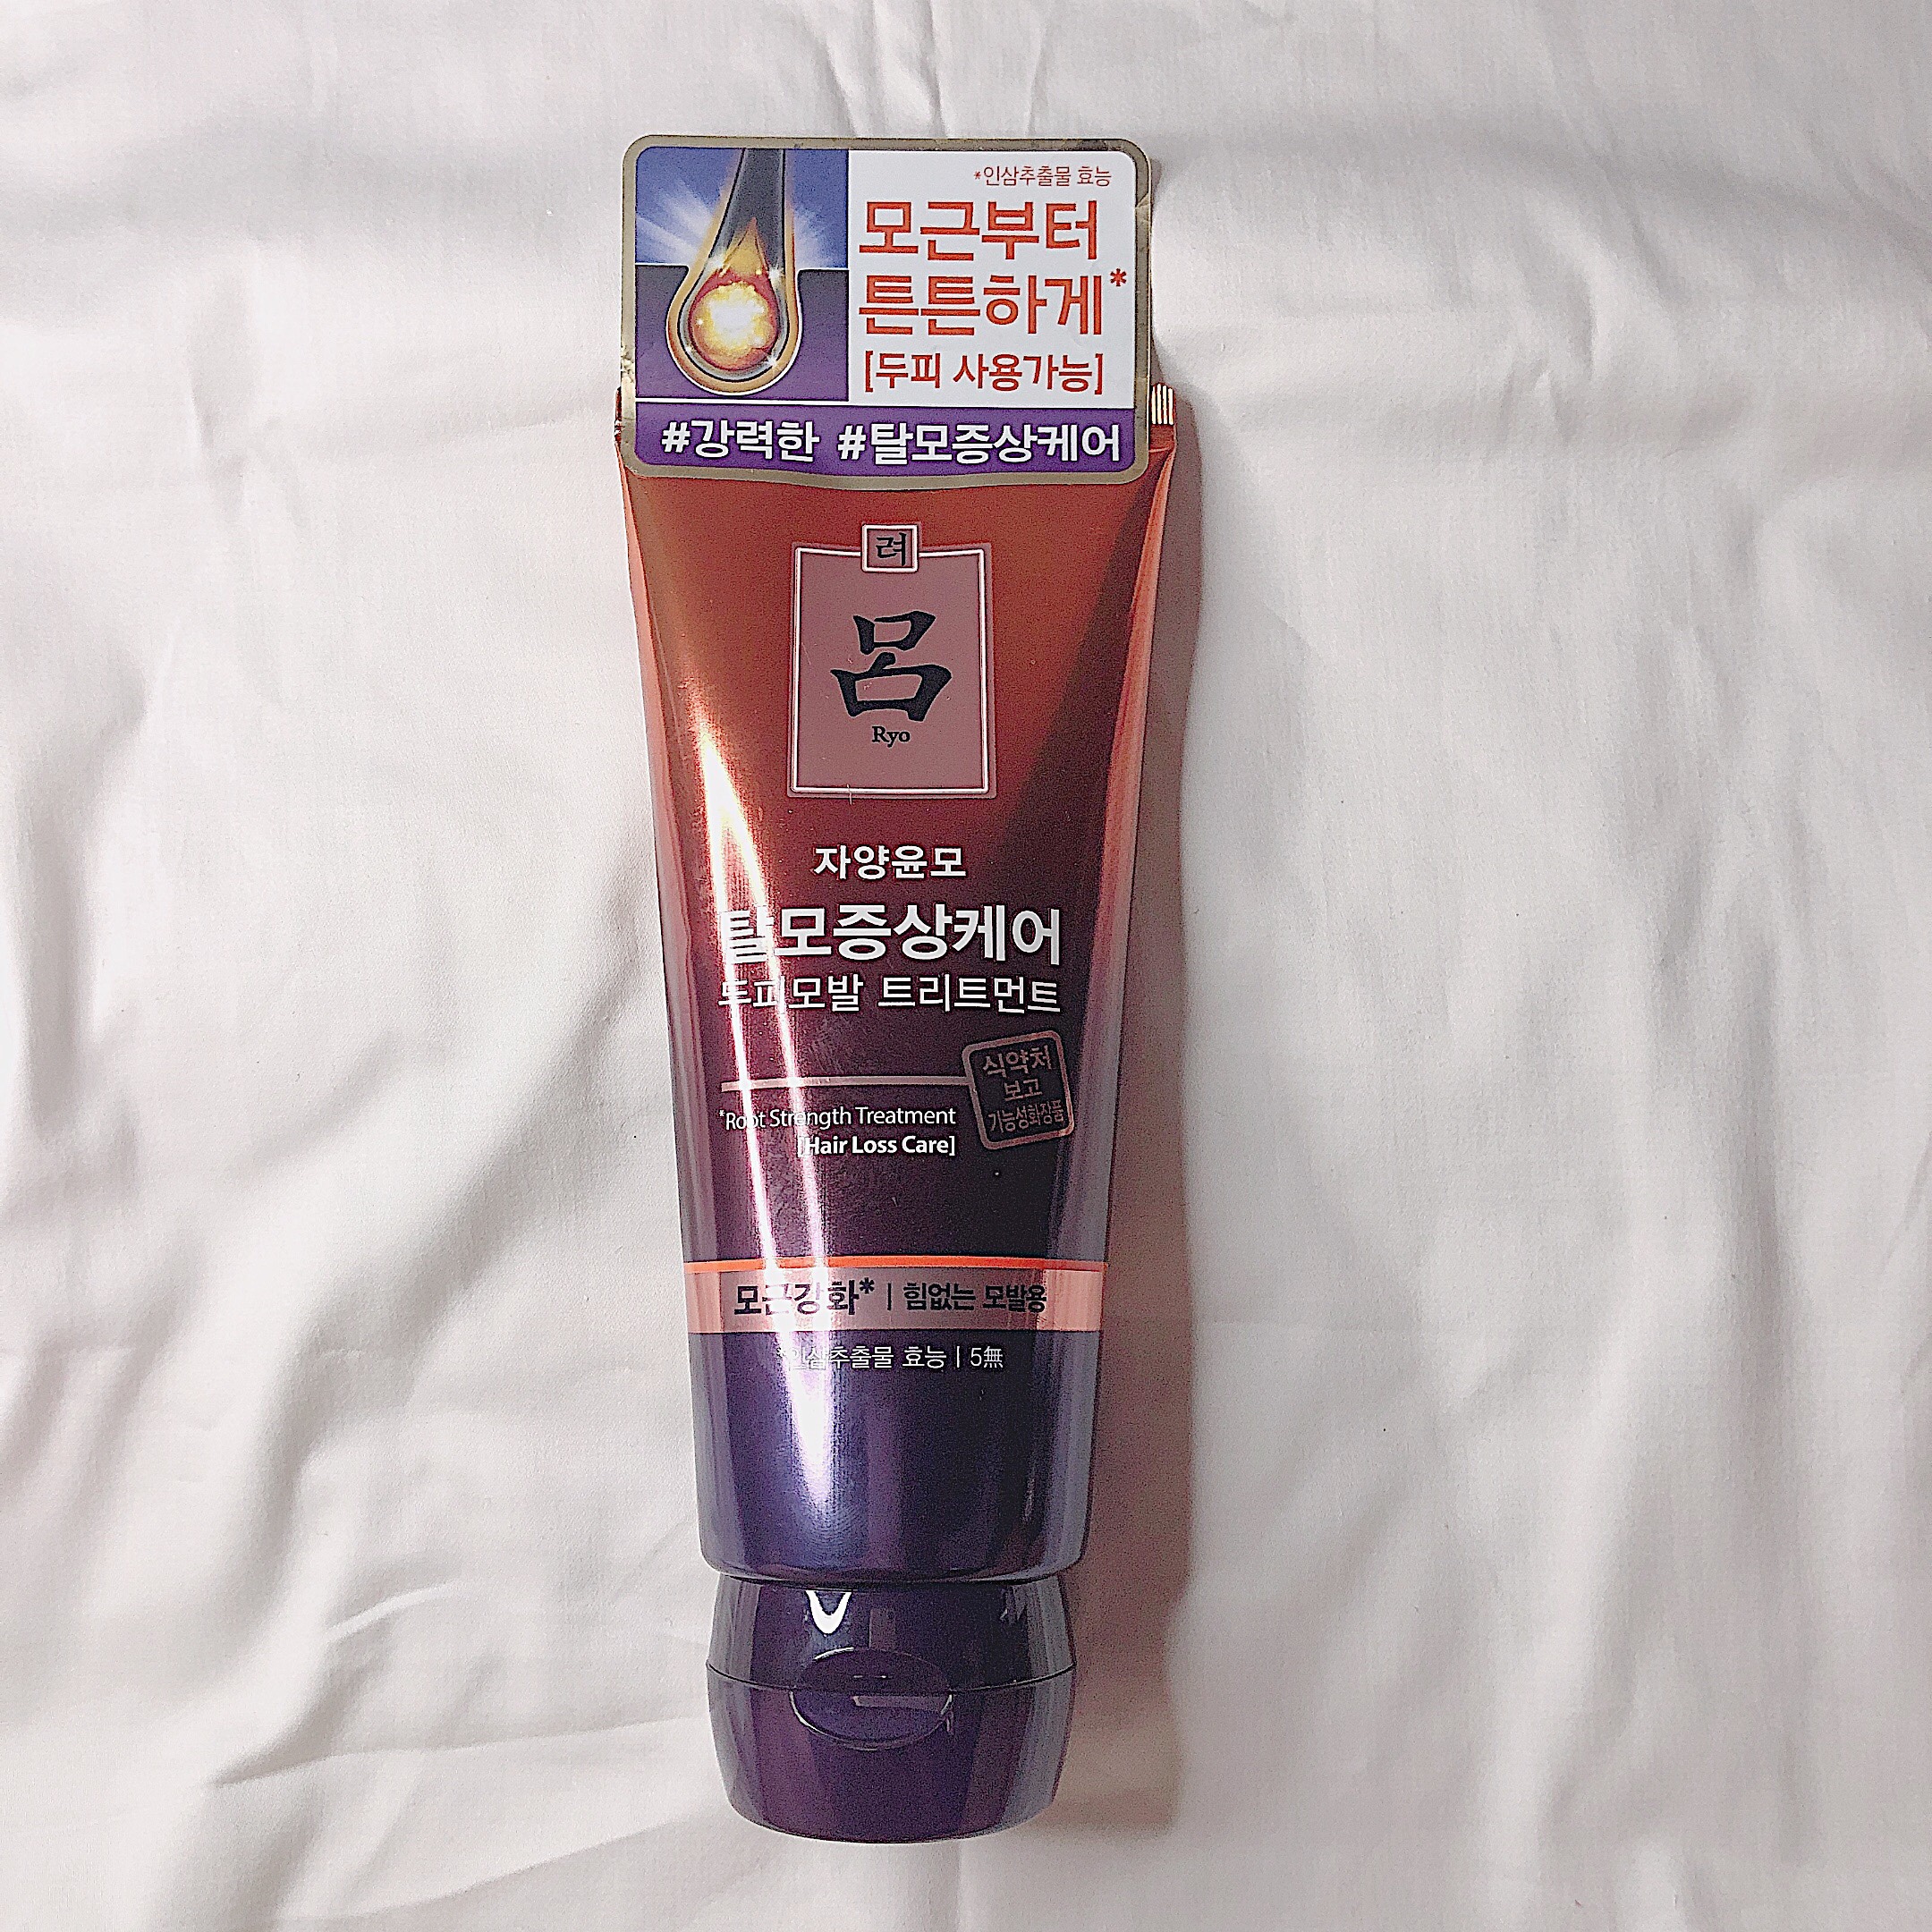 *인삼추출물 효능
모근부터
튼튼하게*
[두피 사용가능]
#강력한 #탈모증상케어
려
呂
Ryo
자양윤모
탈모증상케어
두피모발 트리트먼트
식약처
보고
기능성화장품
*Root Strength Treatment
[Hair Loss Care]
모근강화* | 힘없는 모발용
*인삼추출물 효능 | 5無